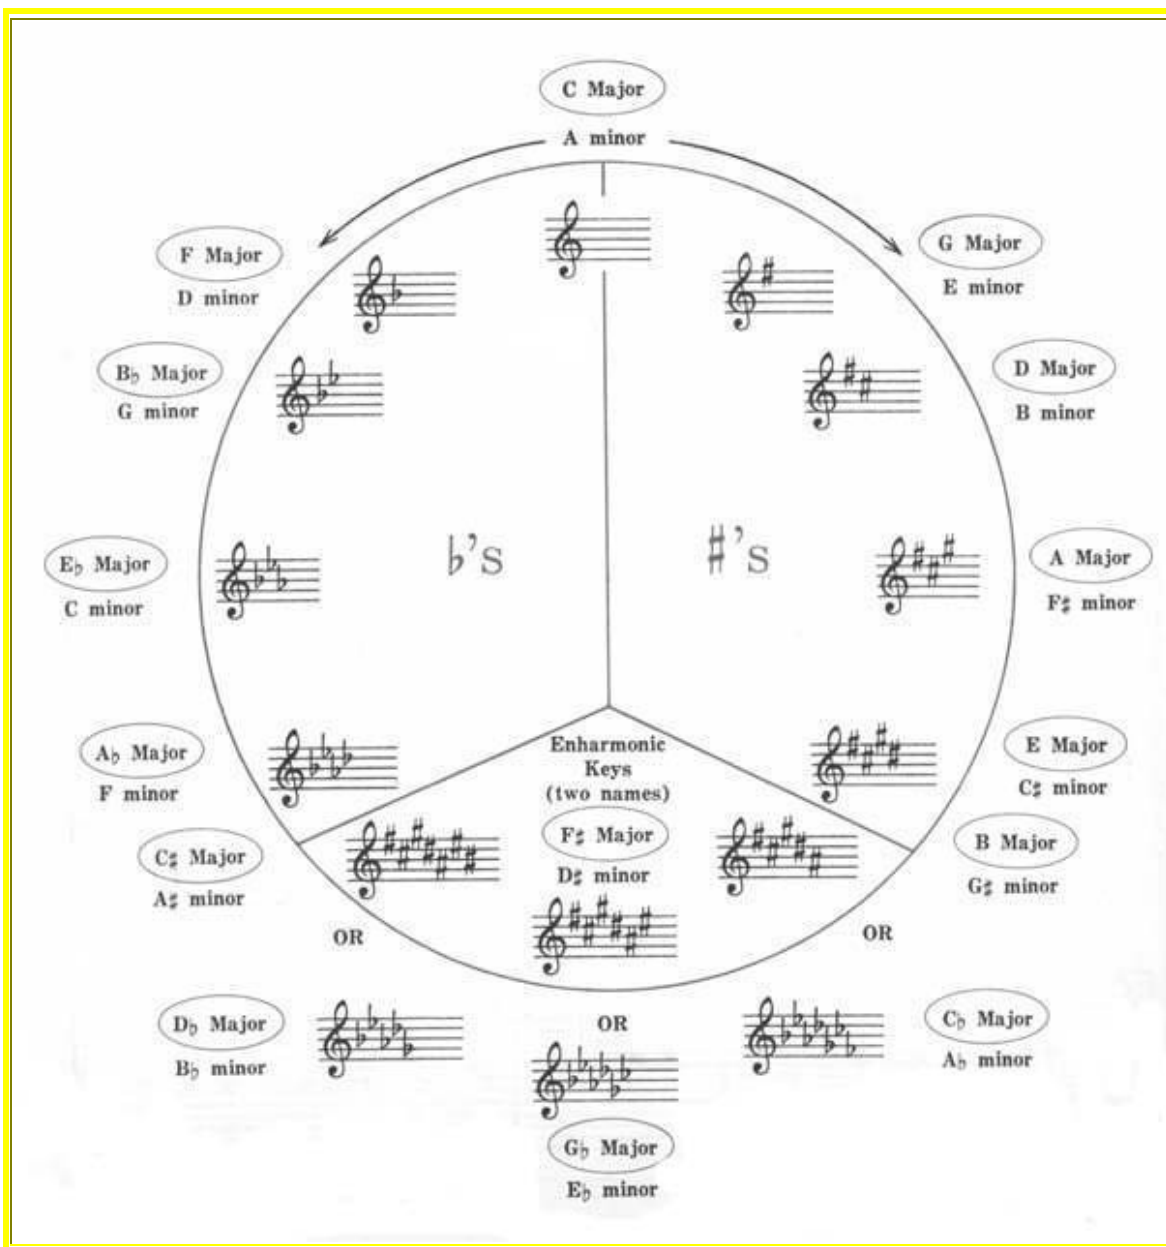 C Major
A minor
F Major
D minor
G Major
E minor
B♭ Major
G minor
D Major
B minor
E♭ Major
C minor
♭'s
♯'s
A Major
F♯ minor
A♭ Major
F minor
Enharmonic
Keys
(two names)
E Major
C♯ minor
C♯ Major
A♯ minor
F♯ Major
D♯ minor
B Major
G♯ minor
OR
OR
D♭ Major
B♭ minor
OR
C♭ Major
A♭ minor
G♭ Major
E♭ minor